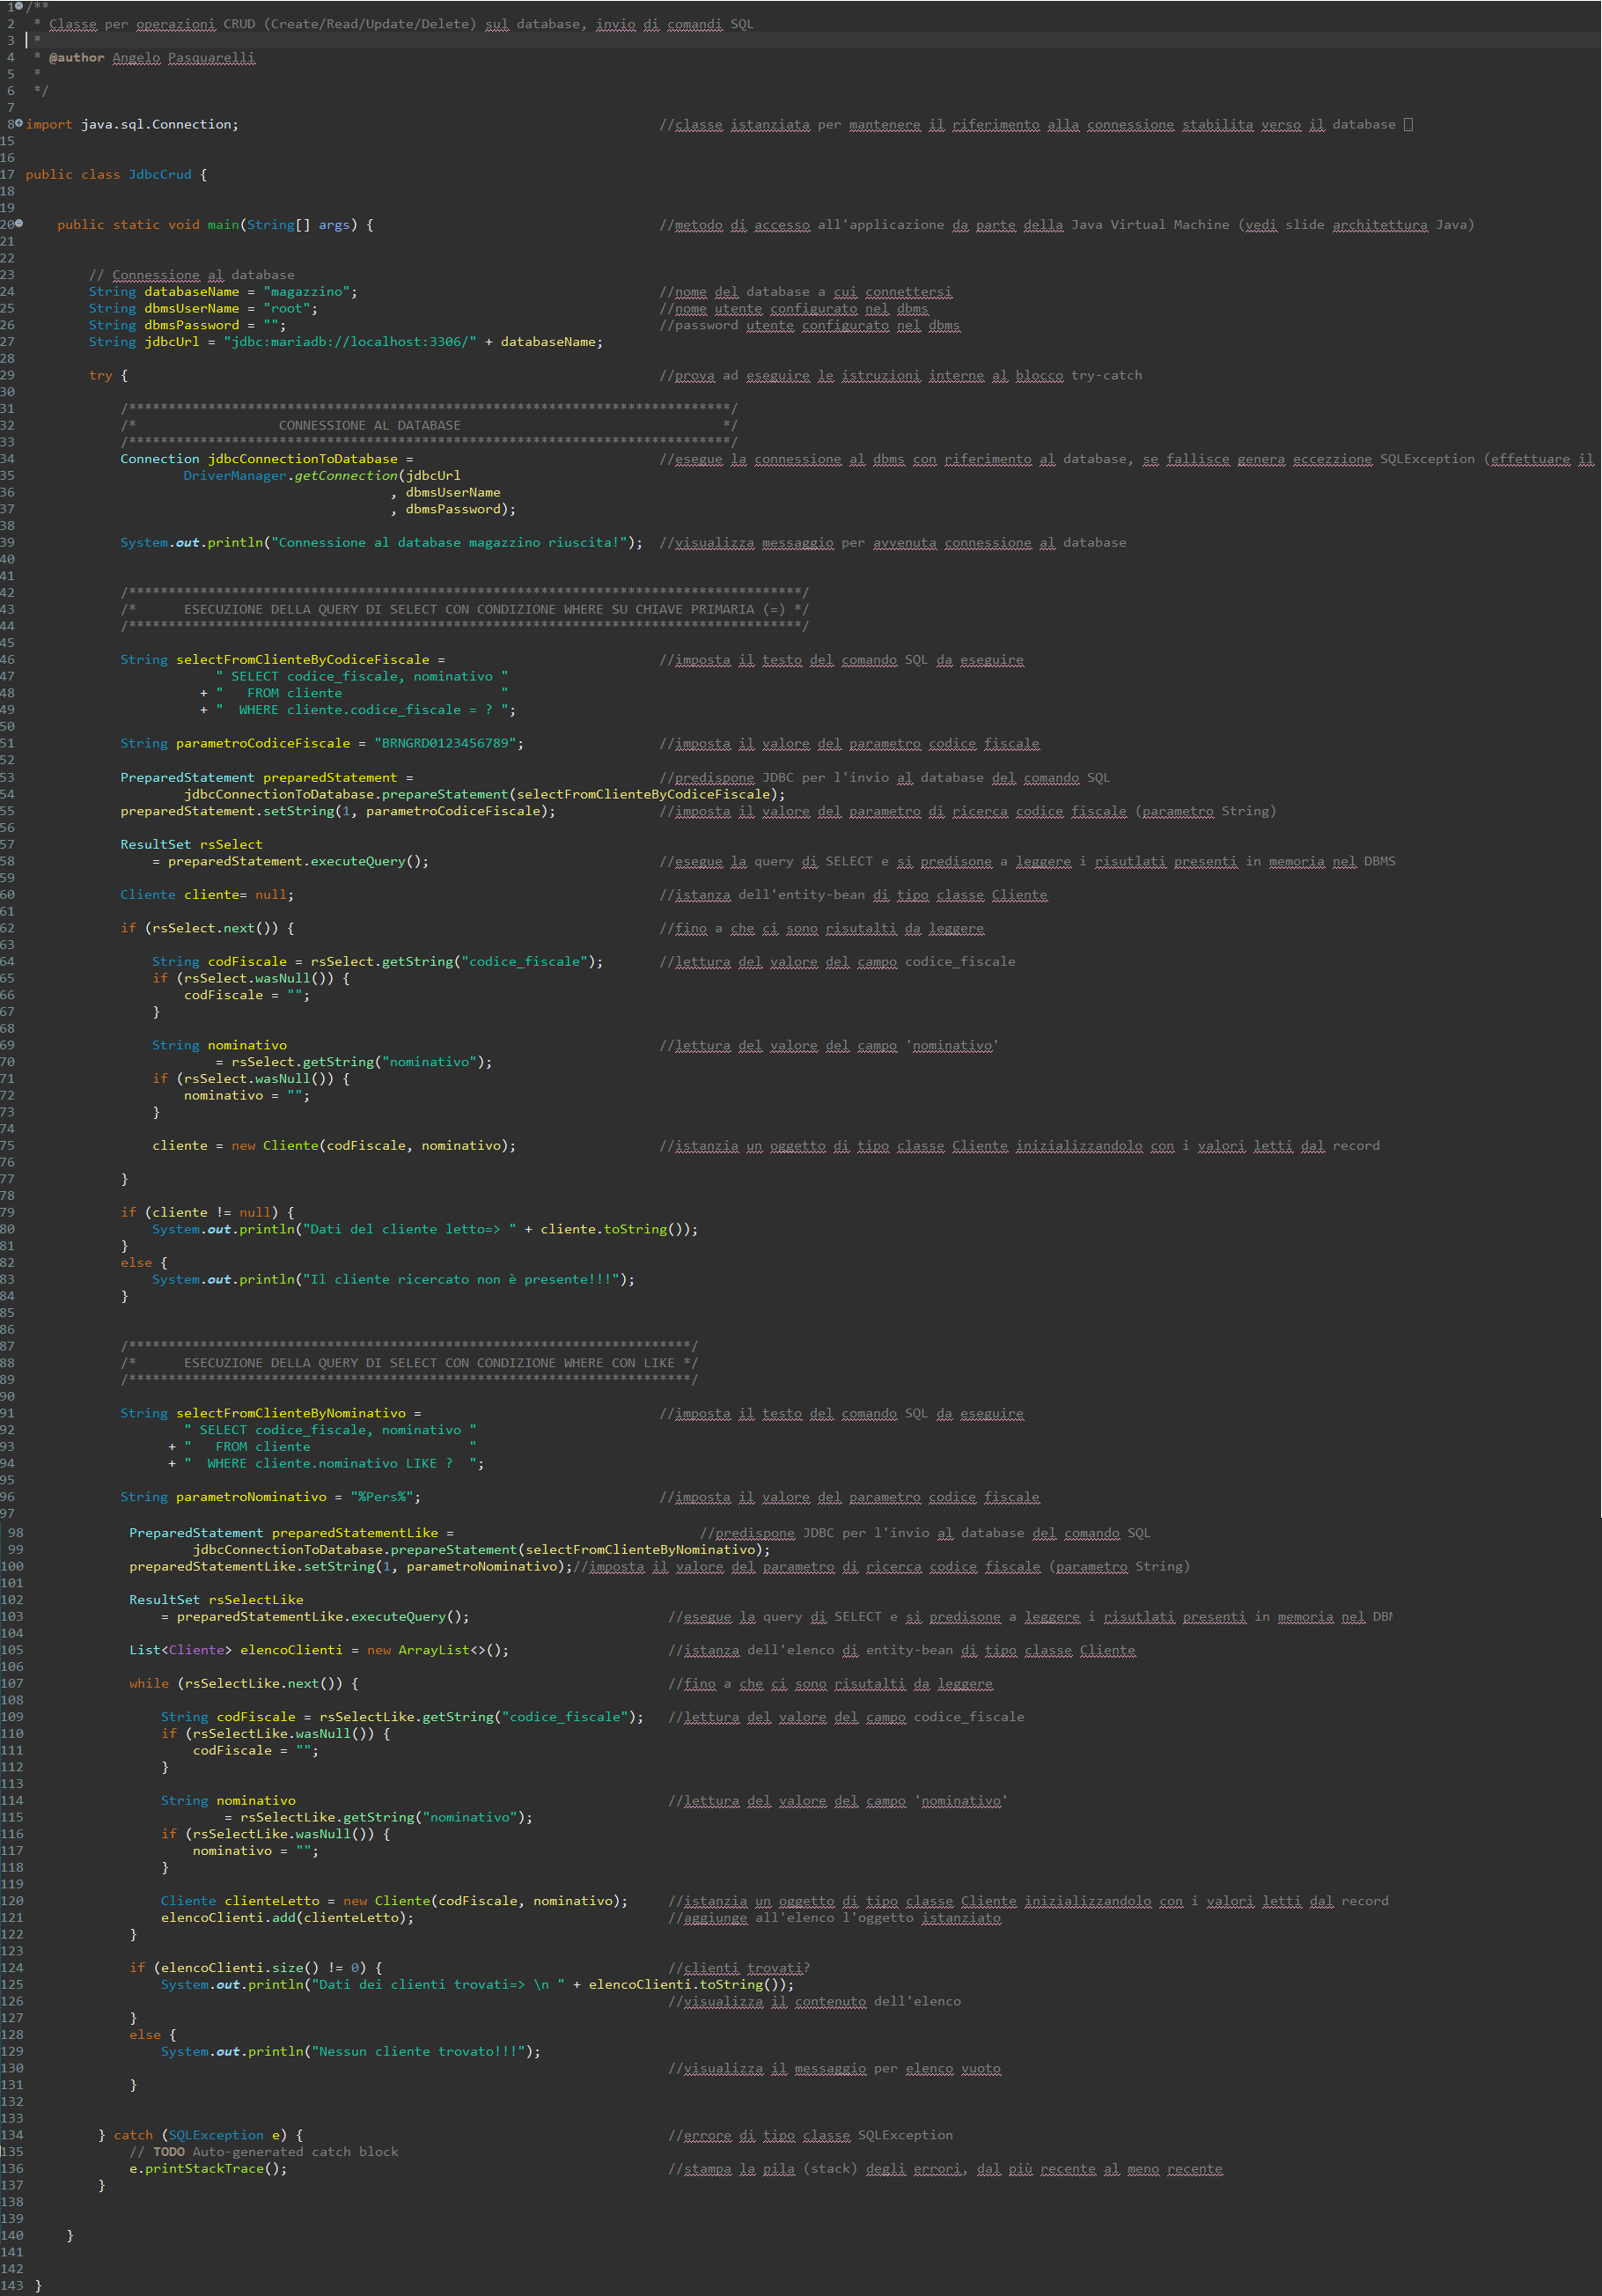 1 /**
2  * Classe per operazioni CRUD (Create/Read/Update/Delete) sul database, invio di comandi SQL
3  *
4  * @author Angelo Pasquarelli
5  *
6  */
7
8 import java.sql.Connection; //classe istanziata per mantenere il riferimento alla connessione stabilita verso il database
15
16
17 public class JdbcCrud {
18
19
20 public static void main(String[] args) { //metodo di accesso all'applicazione da parte della Java Virtual Machine (vedi slide architettura Java)
21
22
23 // Connessione al database
24 String databaseName = "magazzino"; //nome del database a cui connettersi
25 String dbmsUserName = "root"; //nome utente configurato nel dbms
26 String dbmsPassword = ""; //password utente configurato nel dbms
27 String jdbcUrl = "jdbc:mariadb://localhost:3306/" + databaseName;
28
29 try { //prova ad eseguire le istruzioni interne al blocco try-catch
30
31 /****************************************************************************/
32 /*                  CONNESSIONE AL DATABASE                                 */
33 /****************************************************************************/
34 Connection jdbcConnectionToDatabase = //esegue la connessione al dbms con riferimento al database, se fallisce genera eccezzione SQLException (effettuare il
35 DriverManager.getConnection(jdbcUrl
36 , dbmsUserName
37 , dbmsPassword);
38
39 System.out.println("Connessione al database magazzino riuscita!"); //visualizza messaggio per avvenuta connessione al database
40
41
42 /*************************************************************************************/
43 /*      ESECUZIONE DELLA QUERY DI SELECT CON CONDIZIONE WHERE SU CHIAVE PRIMARIA (=) */
44 /*************************************************************************************/
45
46 String selectFromClienteByCodiceFiscale = //imposta il testo del comando SQL da eseguire
47 " SELECT codice_fiscale, nominativo "
48 + "   FROM cliente                    "
49 + "  WHERE cliente.codice_fiscale = ? ";
50
51 String parametroCodiceFiscale = "BRNGRD0123456789"; //imposta il valore del parametro codice fiscale
52
53 PreparedStatement preparedStatement = //predispone JDBC per l'invio al database del comando SQL
54 jdbcConnectionToDatabase.prepareStatement(selectFromClienteByCodiceFiscale);
55 preparedStatement.setString(1, parametroCodiceFiscale); //imposta il valore del parametro di ricerca codice fiscale (parametro String)
56
57 ResultSet rsSelect
58 = preparedStatement.executeQuery(); //esegue la query di SELECT e si predisone a leggere i risutlati presenti in memoria nel DBMS
59
60 Cliente cliente= null; //istanza dell'entity-bean di tipo classe Cliente
61
62 if (rsSelect.next()) { //fino a che ci sono risutalti da leggere
63
64 String codFiscale = rsSelect.getString("codice_fiscale"); //lettura del valore del campo codice_fiscale
65 if (rsSelect.wasNull()) {
66 codFiscale = "";
67 }
68
69 String nominativo //lettura del valore del campo 'nominativo'
70 = rsSelect.getString("nominativo");
71 if (rsSelect.wasNull()) {
72 nominativo = "";
73 }
74
75 cliente = new Cliente(codFiscale, nominativo); //istanzia un oggetto di tipo classe Cliente inizializzandolo con i valori letti dal record
76
77 }
78
79 if (cliente != null) {
80 System.out.println("Dati del cliente letto=> " + cliente.toString());
81 }
82 else {
83 System.out.println("Il cliente ricercato non è presente!!!");
84 }
85
86
87 /***********************************************************************/
88 /*      ESECUZIONE DELLA QUERY DI SELECT CON CONDIZIONE WHERE CON LIKE */
89 /***********************************************************************/
90
91 String selectFromClienteByNominativo = //imposta il testo del comando SQL da eseguire
92 " SELECT codice_fiscale, nominativo "
93 + "   FROM cliente                    "
94 + "  WHERE cliente.nominativo LIKE ?  ";
95
96 String parametroNominativo = "%Pers%"; //imposta il valore del parametro codice fiscale
97
98 PreparedStatement preparedStatementLike = //predispone JDBC per l'invio al database del comando SQL
99 jdbcConnectionToDatabase.prepareStatement(selectFromClienteByNominativo);
100 preparedStatementLike.setString(1, parametroNominativo);//imposta il valore del parametro di ricerca codice fiscale (parametro String)
101
102 ResultSet rsSelectLike
103 = preparedStatementLike.executeQuery(); //esegue la query di SELECT e si predisone a leggere i risutlati presenti in memoria nel
104
105 List<Cliente> elencoClienti = new ArrayList<>(); //istanza dell'elenco di entity-bean di tipo classe Cliente
106
107 while (rsSelectLike.next()) { //fino a che ci sono risutalti da leggere
108
109 String codFiscale = rsSelectLike.getString("codice_fiscale"); //lettura del valore del campo codice_fiscale
110 if (rsSelectLike.wasNull()) {
111 codFiscale = "";
112 }
113
114 String nominativo //lettura del valore del campo 'nominativo'
115 = rsSelectLike.getString("nominativo");
116 if (rsSelectLike.wasNull()) {
117 nominativo = "";
118 }
119
120 Cliente clienteLetto = new Cliente(codFiscale, nominativo); //istanzia un oggetto di tipo classe Cliente inizializzandolo con i valori letti dal record
121 elencoClienti.add(clienteLetto); //aggiunge all'elenco l'oggetto istanziato
122 }
123
124 if (elencoClienti.size() != 0) { //clienti trovati?
125 System.out.println("Dati dei clienti trovati=> \n " + elencoClienti.toString());
126 //visualizza il contenuto dell'elenco
127 }
128 else {
129 System.out.println("Nessun cliente trovato!!!");
130 //visualizza il messaggio per elenco vuoto
131 }
132
133
134 } catch (SQLException e) { //errore di tipo classe SQLException
135 // TODO Auto-generated catch block
136 e.printStackTrace(); //stampa la pila (stack) degli errori, dal più recente al meno recente
137 }
138
139
140 }
141
142
143 }